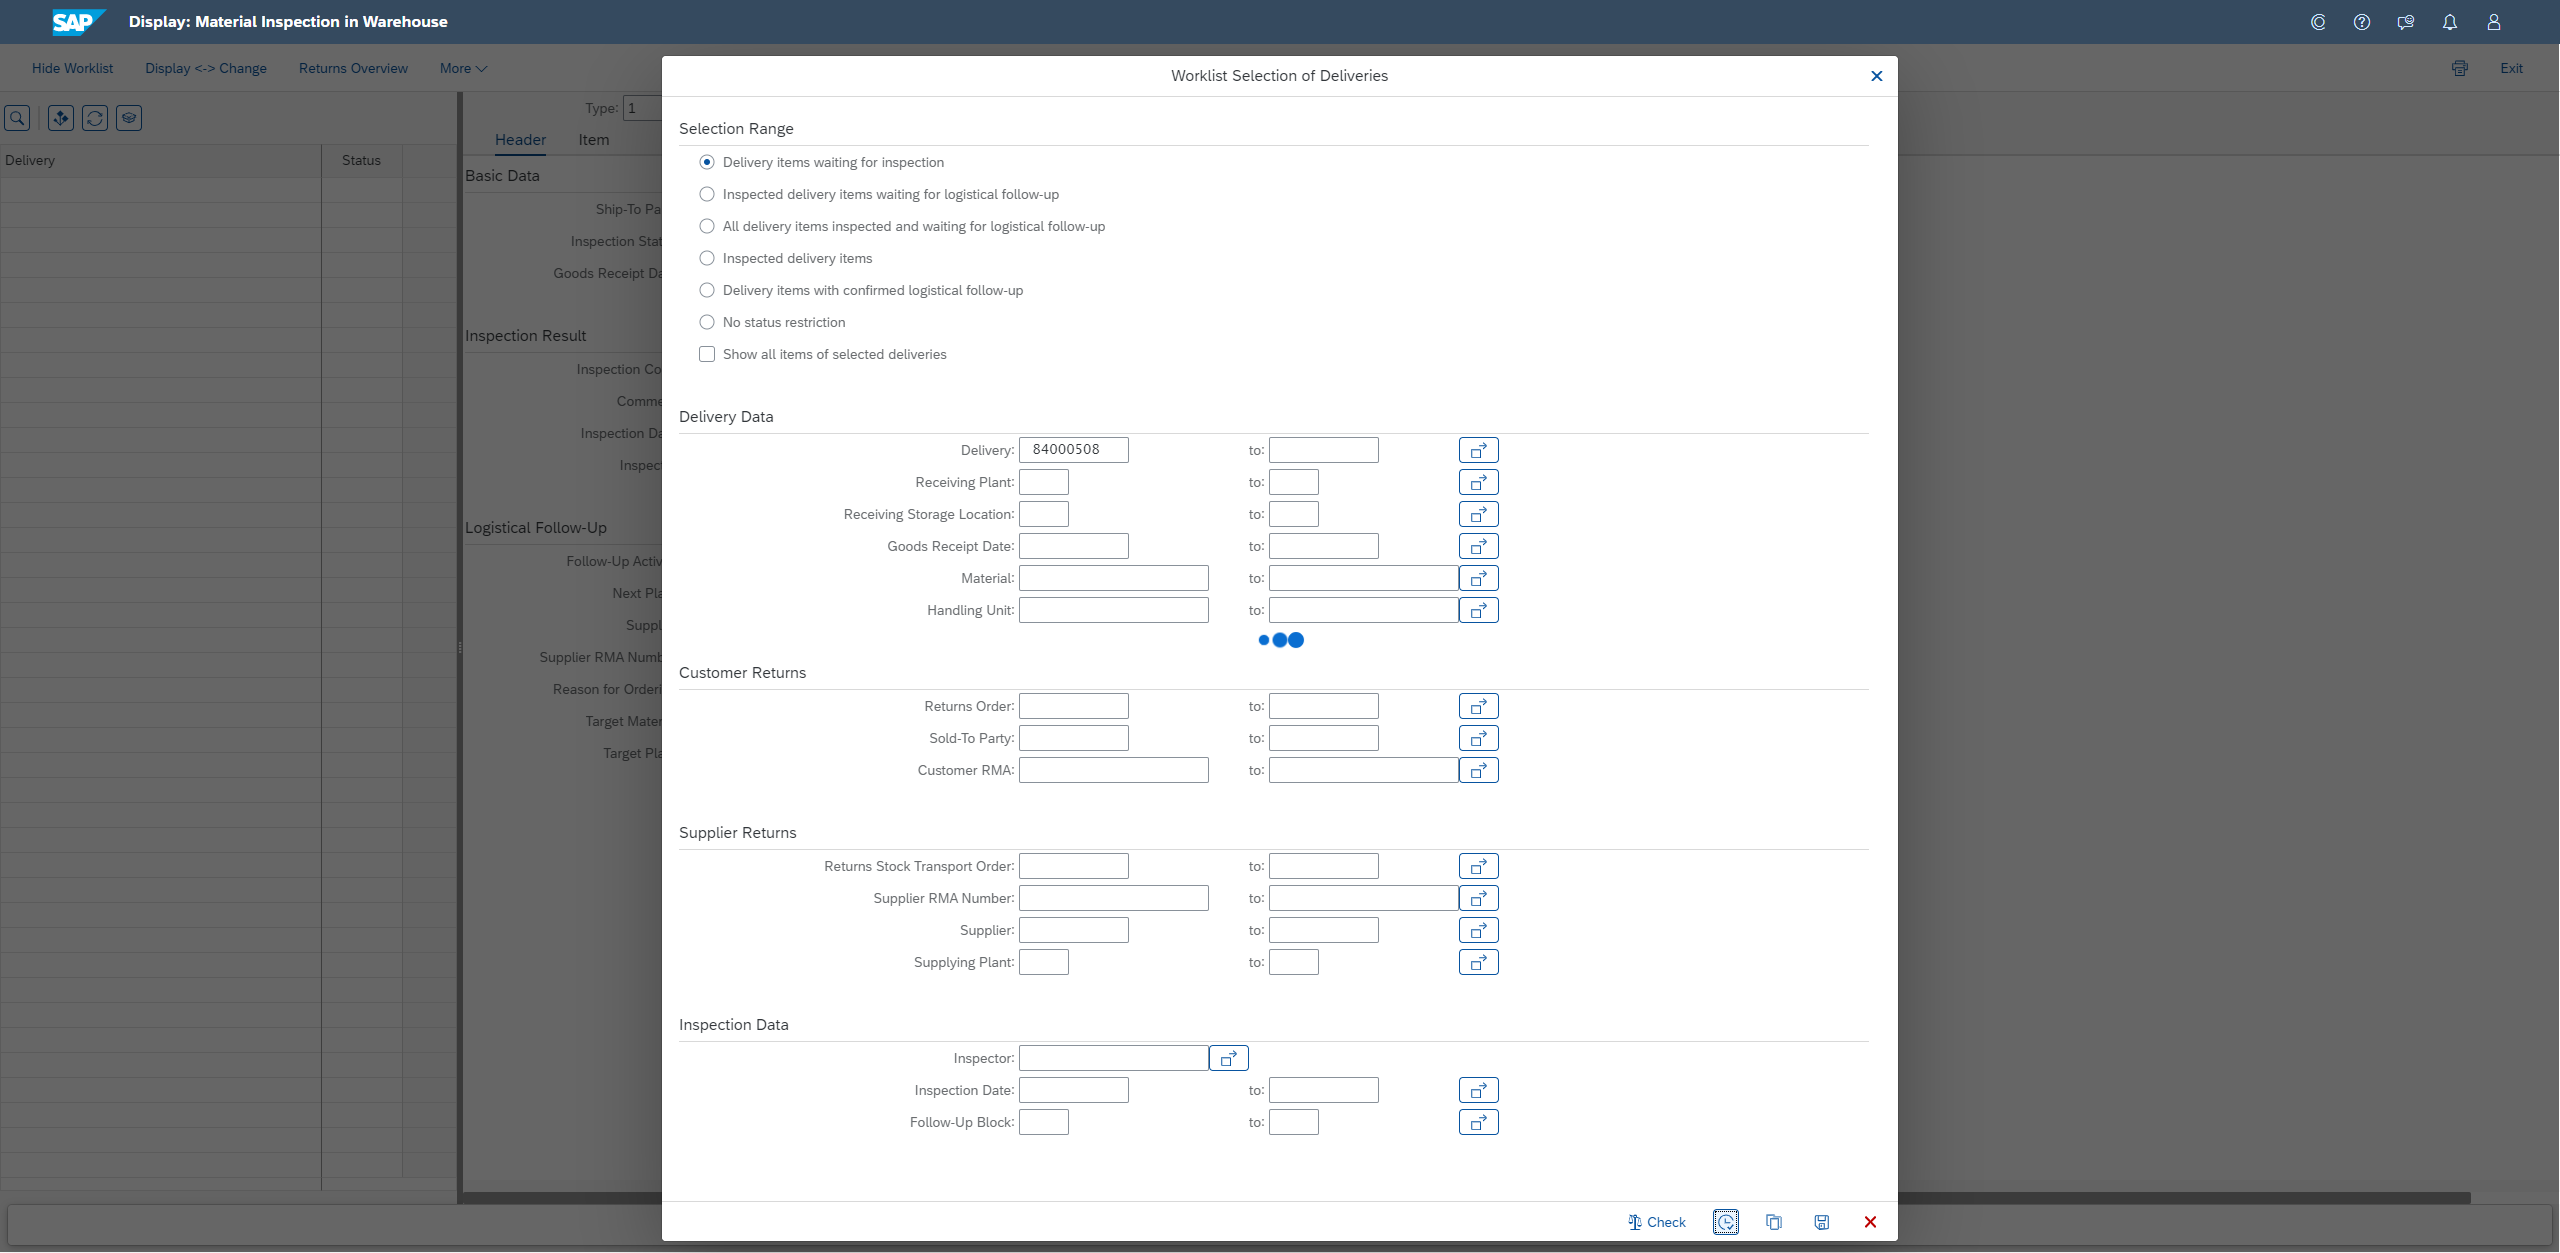 SAP Display: Material Inspection in Warehouse
Hide Worklist Display <-> Change Returns Overview More Exit
Delivery Status
Type: 1
Header Item
Basic Data
Ship-To Pa
Inspection Stat
Goods Receipt Da
Inspection Result
Inspection Co
Comme
Inspection Da
Inspec
Logistical Follow-Up
Follow-Up Activ
Next Pla
Suppl
Supplier RMA Numb
Reason for Orderi
Target Mater
Target Pla
Worklist Selection of Deliveries
Selection Range
Delivery items waiting for inspection
Inspected delivery items waiting for logistical follow-up
All delivery items inspected and waiting for logistical follow-up
Inspected delivery items
Delivery items with confirmed logistical follow-up
No status restriction
Show all items of selected deliveries
Delivery Data
Delivery: 84000508 to:
Receiving Plant: to:
Receiving Storage Location: to:
Goods Receipt Date: to:
Material: to:
Handling Unit: to:
Customer Returns
Returns Order: to:
Sold-To Party: to:
Customer RMA: to:
Supplier Returns
Returns Stock Transport Order: to:
Supplier RMA Number: to:
Supplier: to:
Supplying Plant: to:
Inspection Data
Inspector:
Inspection Date: to:
Follow-Up Block: to:
Check